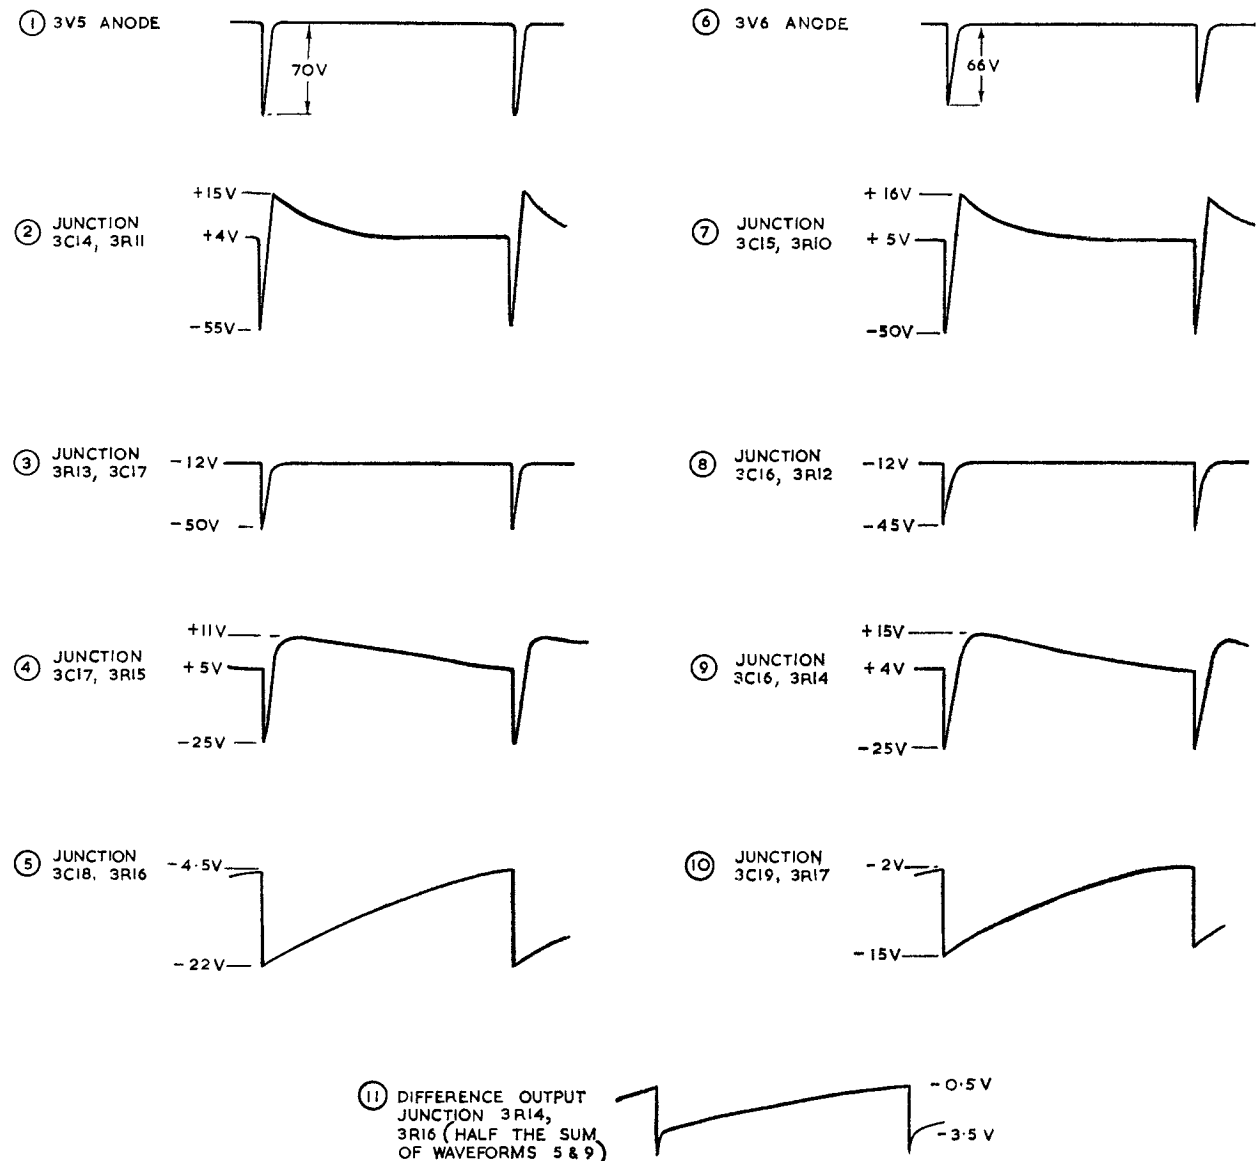 1 3V5 ANODE
70V
6 3V6 ANODE
66V
2 JUNCTION
3C14, 3R11
+15V
+4V
-55V
7 JUNCTION
3C15, 3R10
+16V
+5V
-50V
3 JUNCTION
3R13, 3C17
-12V
-50V
8 JUNCTION
3C16, 3R12
-12V
-45V
4 JUNCTION
3C17, 3R15
+11V
+5V
-25V
9 JUNCTION
3C16, 3R14
+15V
+4V
-25V
5 JUNCTION
3C18, 3R16
-4·5V
-22V
10 JUNCTION
3C19, 3R17
-2V
-15V
11 DIFFERENCE OUTPUT
JUNCTION 3R14,
3R16 (HALF THE SUM
OF WAVEFORMS 5 & 9)
-0·5V
-3·5V